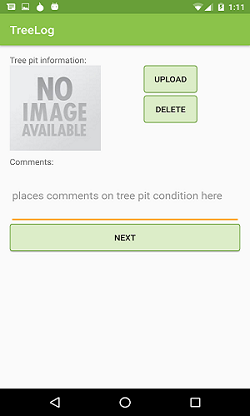 1:11
TreeLog
Tree pit information:
NO
IMAGE
AVAILABLE
UPLOAD
DELETE
Comments:
places comments on tree pit condition here
NEXT